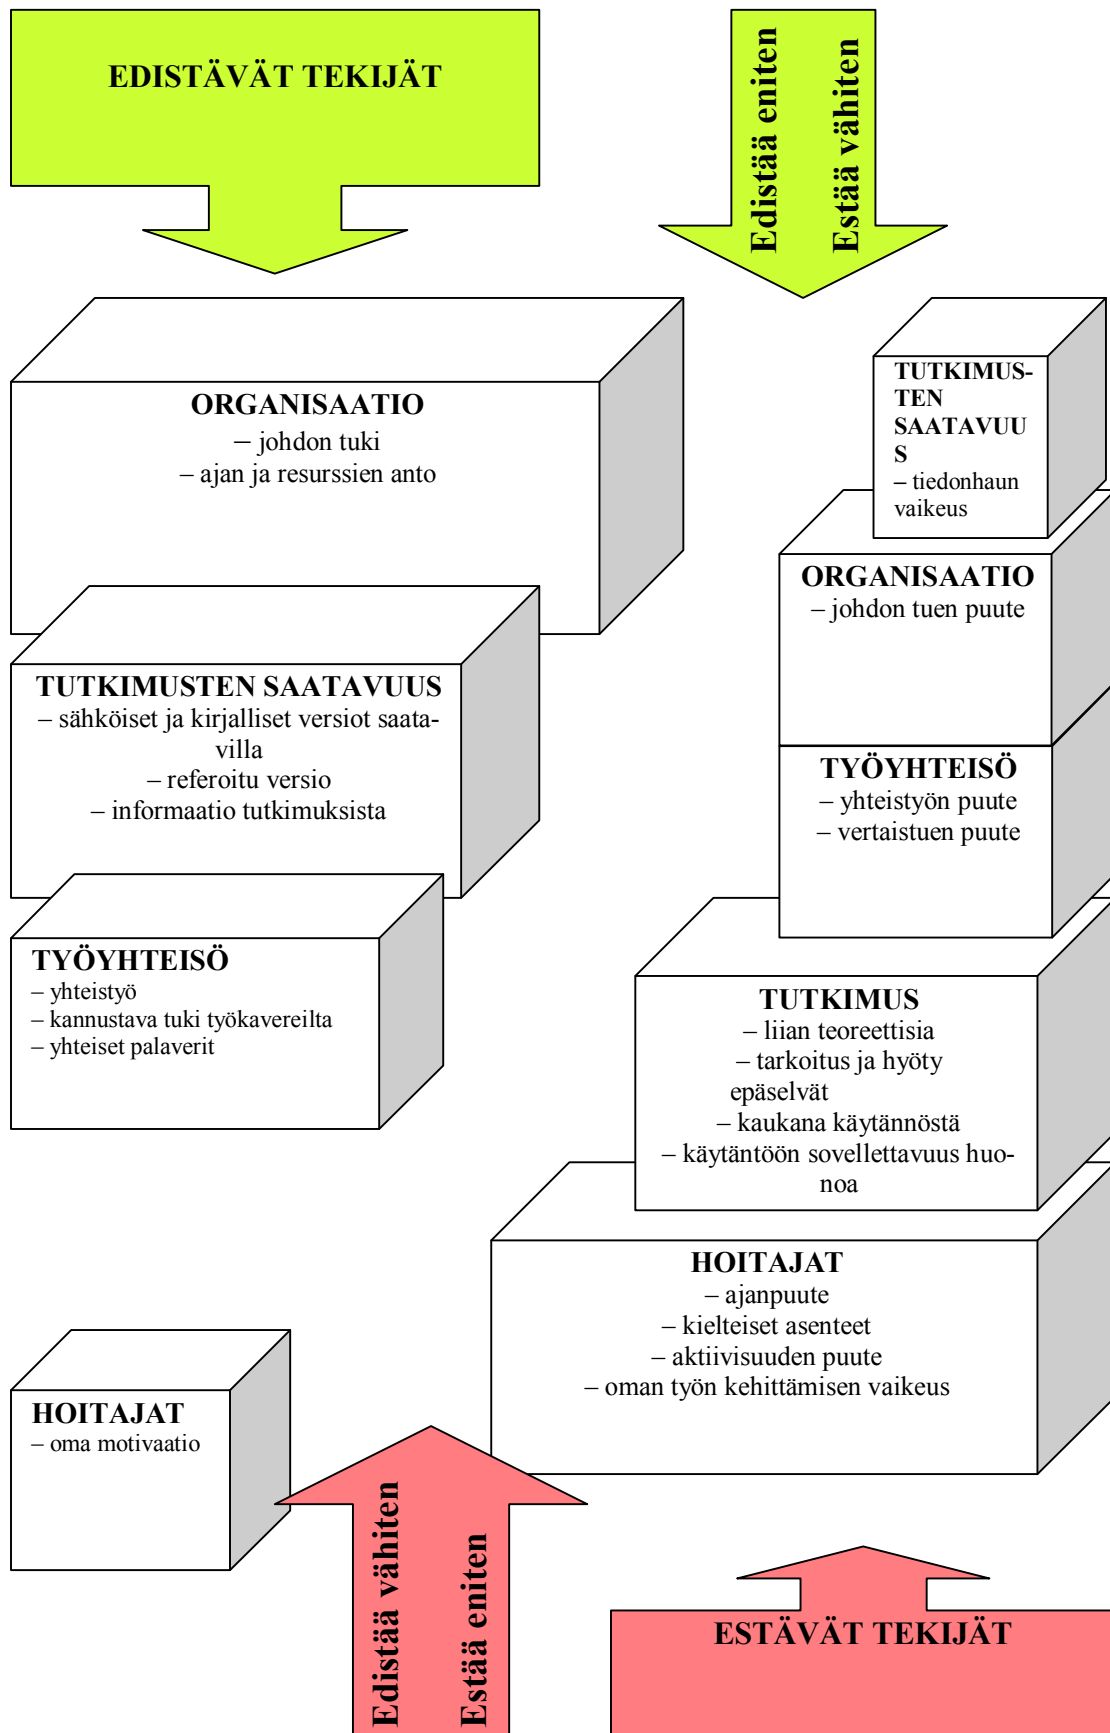 EDISTÄVÄT TEKIJÄT
Edistää eniten
Estää vähiten
ORGANISAATIO
– johdon tuki
– ajan ja resurssien anto
TUTKIMUSTEN SAATAVUUS
– sähköiset ja kirjalliset versiot saata-
villa
– referoitu versio
– informaatio tutkimuksista
TYÖYHTEISÖ
– yhteistyö
– kannustava tuki työkavereilta
– yhteiset palaverit
HOITAJAT
– oma motivaatio
TUTKIMUS-
TEN
SAATAVUU
S
– tiedonhaun
vaikeus
ORGANISAATIO
– johdon tuen puute
TYÖYHTEISÖ
– yhteistyön puute
– vertaistuen puute
TUTKIMUS
– liian teoreettisia
– tarkoitus ja hyöty
epäselvät
– kaukana käytännöstä
– käytäntöön sovellettavuus huo-
noa
HOITAJAT
– ajanpuute
– kielteiset asenteet
– aktiivisuuden puute
– oman työn kehittämisen vaikeus
Edistää vähiten
Estää eniten
ESTÄVÄT TEKIJÄT